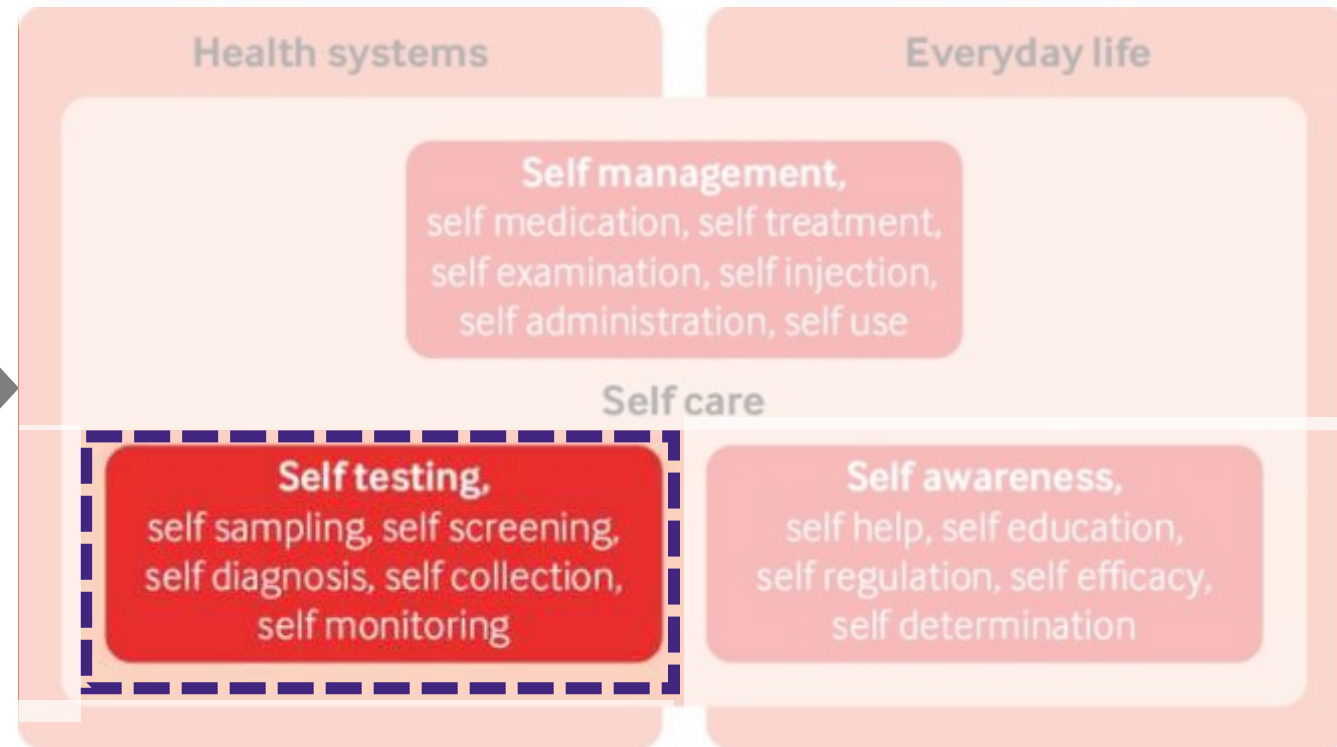 Health systems
Everyday life
Self management,
self medication, self treatment,
self examination, self injection,
self administration, self use
Self care
Self testing,
self sampling, self screening,
self diagnosis, self collection,
self monitoring
Self awareness,
self help, self education,
self regulation, self efficacy,
self determination